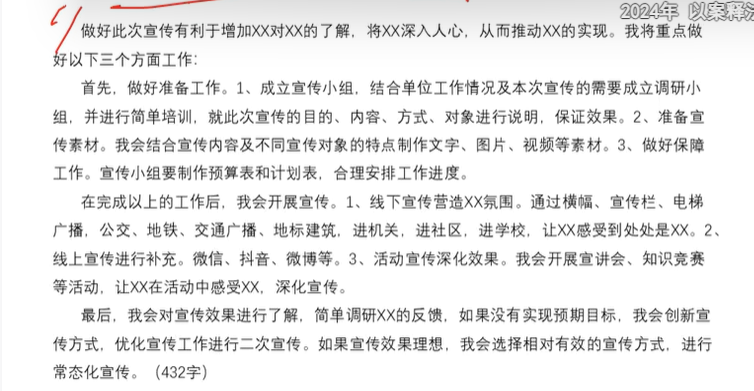 2024年 以案释法
做好此次宣传有利于增加XX对XX的了解，将XX深入人心，从而推动XX的实现。我将重点做
好以下三个方面工作：
首先，做好准备工作。1、成立宣传小组，结合单位工作情况及本次宣传的需要成立调研小
组，并进行简单培训，就此次宣传的目的、内容、方式、对象进行说明，保证效果。2、准备宣
传素材。我会结合宣传内容及不同宣传对象的特点制作文字、图片、视频等素材。3、做好保障
工作。宣传小组要制作预算表和计划表，合理安排工作进度。
在完成以上的工作后，我会开展宣传。1、线下宣传营造XX氛围。通过横幅、宣传栏、电梯
广播，公交、地铁、交通广播、地标建筑，进机关，进社区，进学校，让XX感受到处处是XX。2、
线上宣传进行补充。微信、抖音、微博等。3、活动宣传深化效果。我会开展宣讲会、知识竞赛
等活动，让XX在活动中感受XX，深化宣传。
最后，我会对宣传效果进行了解，简单调研XX的反馈，如果没有实现预期目标，我会创新宣
传方式，优化宣传工作进行二次宣传。如果宣传效果理想，我会选择相对有效的宣传方式，进行
常态化宣传。（432字）